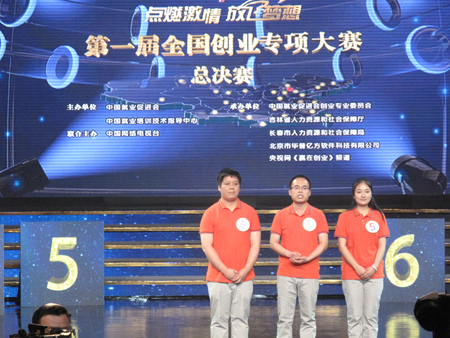 点燃激情 放飞梦想
第一届全国创业专项大赛
总决赛
主办单位 中国就业促进会
中国就业培训技术指导中心
联合主办 中国网络电视台
承办单位 中国就业促进会创业专业委员会
吉林省人力资源和社会保障厅
长春市人力资源和社会保障局
北京市毕普亿方软件科技有限公司
央视网《赢在创业》频道
5
5
6